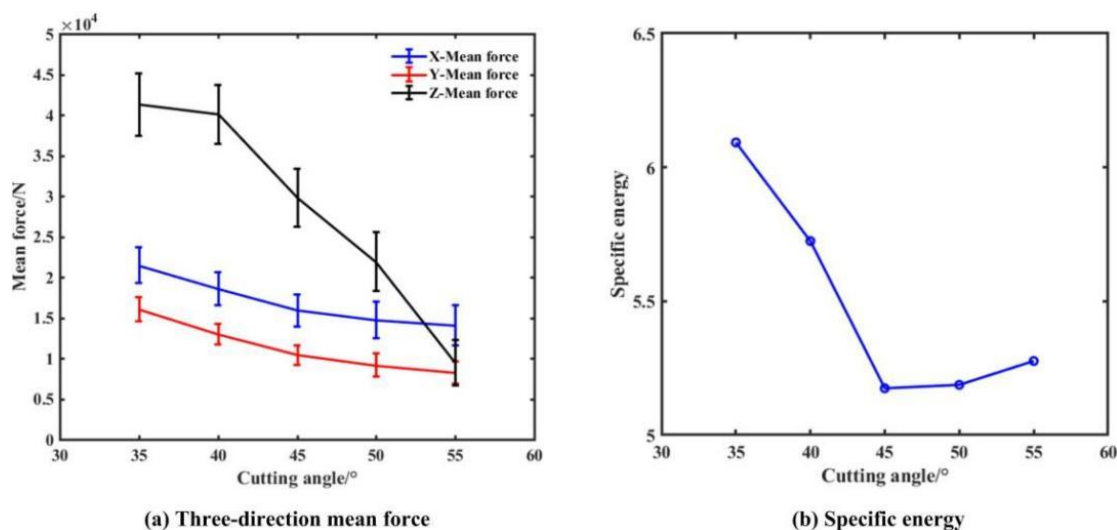 ×10⁴
5
4.5
4
3.5
3
2.5
2
1.5
1
0.5
0
Mean force/N
X-Mean force
Y-Mean force
Z-Mean force
30 35 40 45 50 55 60
Cutting angle/°
(a) Three-direction mean force
6.5
6
5.5
5
Specific energy
30 35 40 45 50 55 60
Cutting angle/°
(b) Specific energy